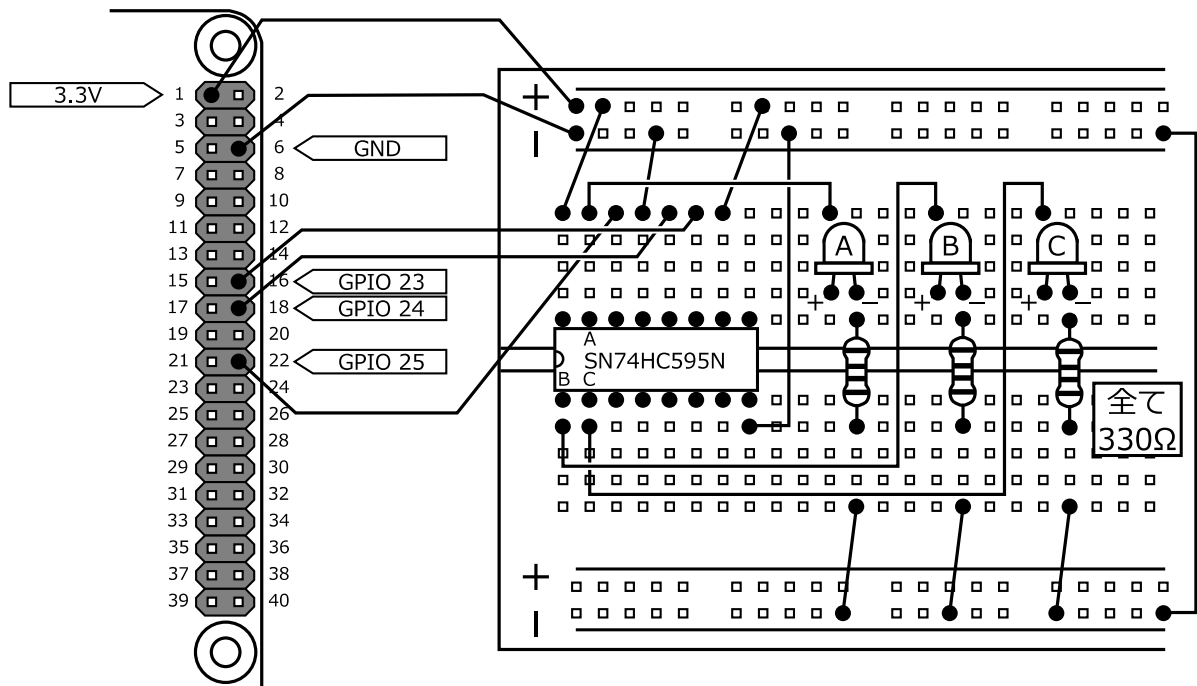 3.3V
1 2
3 4
5 6 GND
7 8
9 10
11 12
13 14
15 16 GPIO 23
17 18 GPIO 24
19 20
21 22 GPIO 25
23 24
25 26
27 28
29 30
31 32
33 34
35 36
37 38
39 40
+
−
A B C
+ − + − + −
A
SN74HC595N
B C
全て
330Ω
+
−